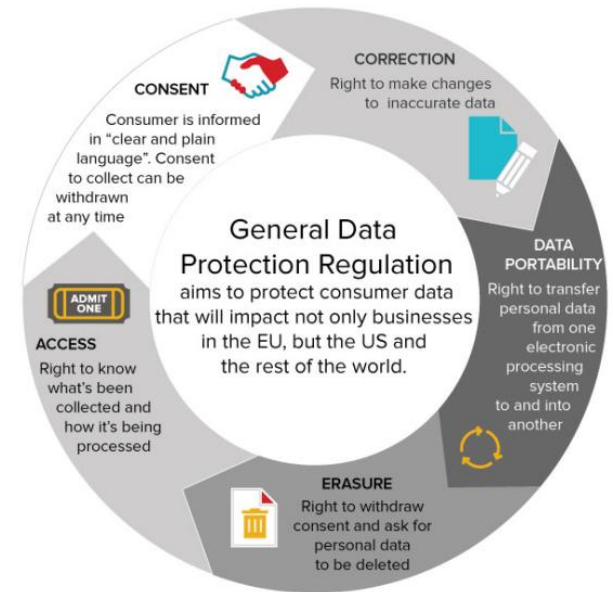 CONSENT
Consumer is informed
in “clear and plain
language”. Consent
to collect can be
withdrawn
at any time
CORRECTION
Right to make changes
to inaccurate data
DATA
PORTABILITY
Right to transfer
personal data
from one
electronic
processing
system
to and into
another
ERASURE
Right to withdraw
consent and ask for
personal data
to be deleted
ADMIT
ONE
ACCESS
Right to know
what’s been
collected and
how it’s being
processed
General Data
Protection Regulation
aims to protect consumer data
that will impact not only businesses
in the EU, but the US and
the rest of the world.